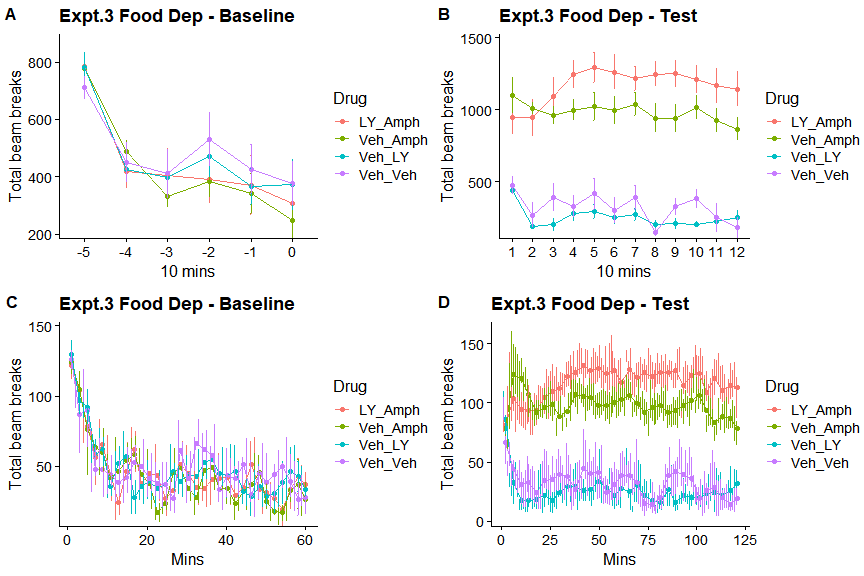 A
Expt.3 Food Dep - Baseline
Total beam breaks
800
600
400
200
-5 -4 -3 -2 -1 0
10 mins
Drug
LY_Amph
Veh_Amph
Veh_LY
Veh_Veh
B
Expt.3 Food Dep - Test
Total beam breaks
1500
1000
500
1 2 3 4 5 6 7 8 9 10 11 12
10 mins
Drug
LY_Amph
Veh_Amph
Veh_LY
Veh_Veh
C
Expt.3 Food Dep - Baseline
Total beam breaks
150
100
50
0 20 40 60
Mins
Drug
LY_Amph
Veh_Amph
Veh_LY
Veh_Veh
D
Expt.3 Food Dep - Test
Total beam breaks
150
100
50
0
0 25 50 75 100 125
Mins
Drug
LY_Amph
Veh_Amph
Veh_LY
Veh_Veh